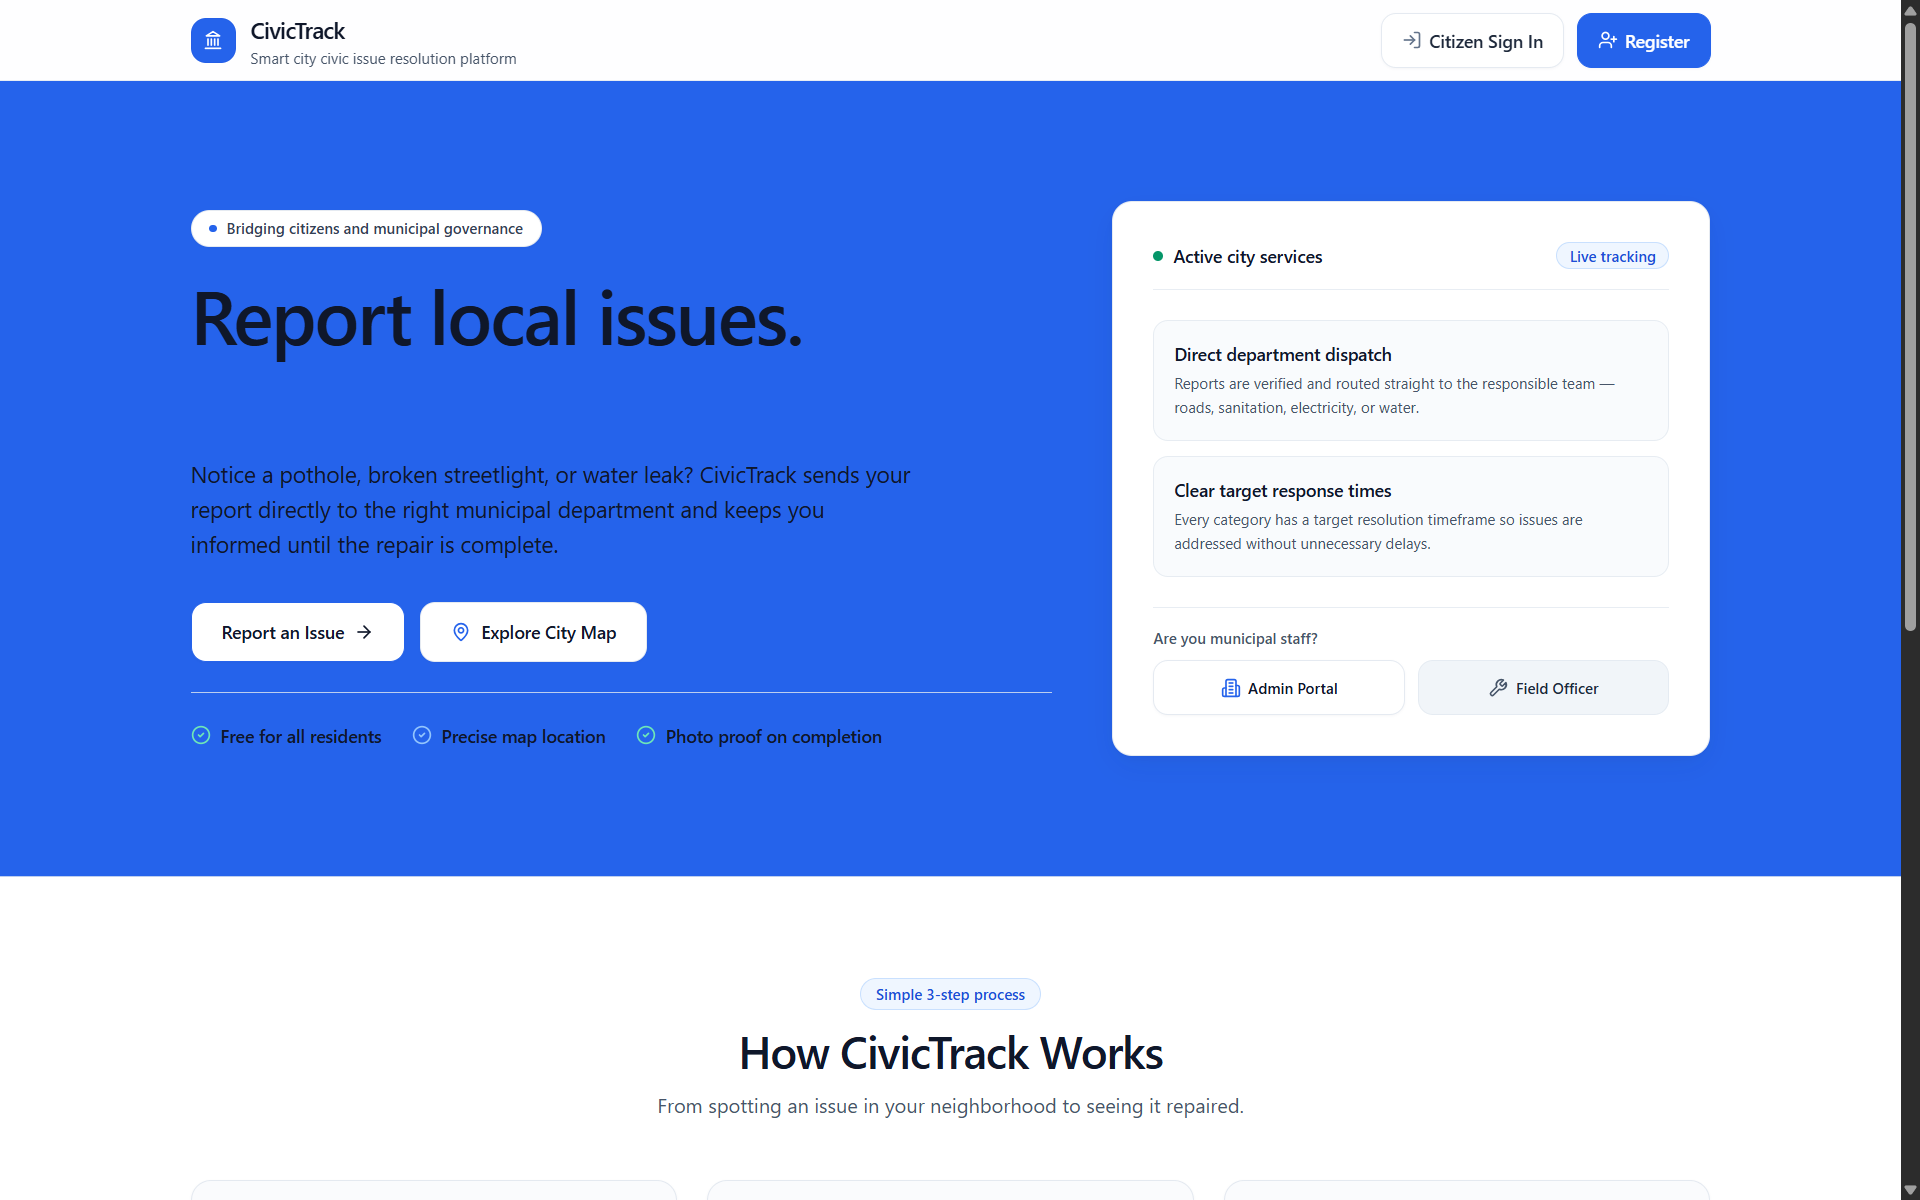 CivicTrack
Smart city civic issue resolution platform
Citizen Sign In
Register
Bridging citizens and municipal governance
Report local issues.
Notice a pothole, broken streetlight, or water leak? CivicTrack sends your
report directly to the right municipal department and keeps you
informed until the repair is complete.
Report an Issue
Explore City Map
Free for all residents
Precise map location
Photo proof on completion
Active city services
Live tracking
Direct department dispatch
Reports are verified and routed straight to the responsible team —
roads, sanitation, electricity, or water.
Clear target response times
Every category has a target resolution timeframe so issues are
addressed without unnecessary delays.
Are you municipal staff?
Admin Portal
Field Officer
Simple 3-step process
How CivicTrack Works
From spotting an issue in your neighborhood to seeing it repaired.